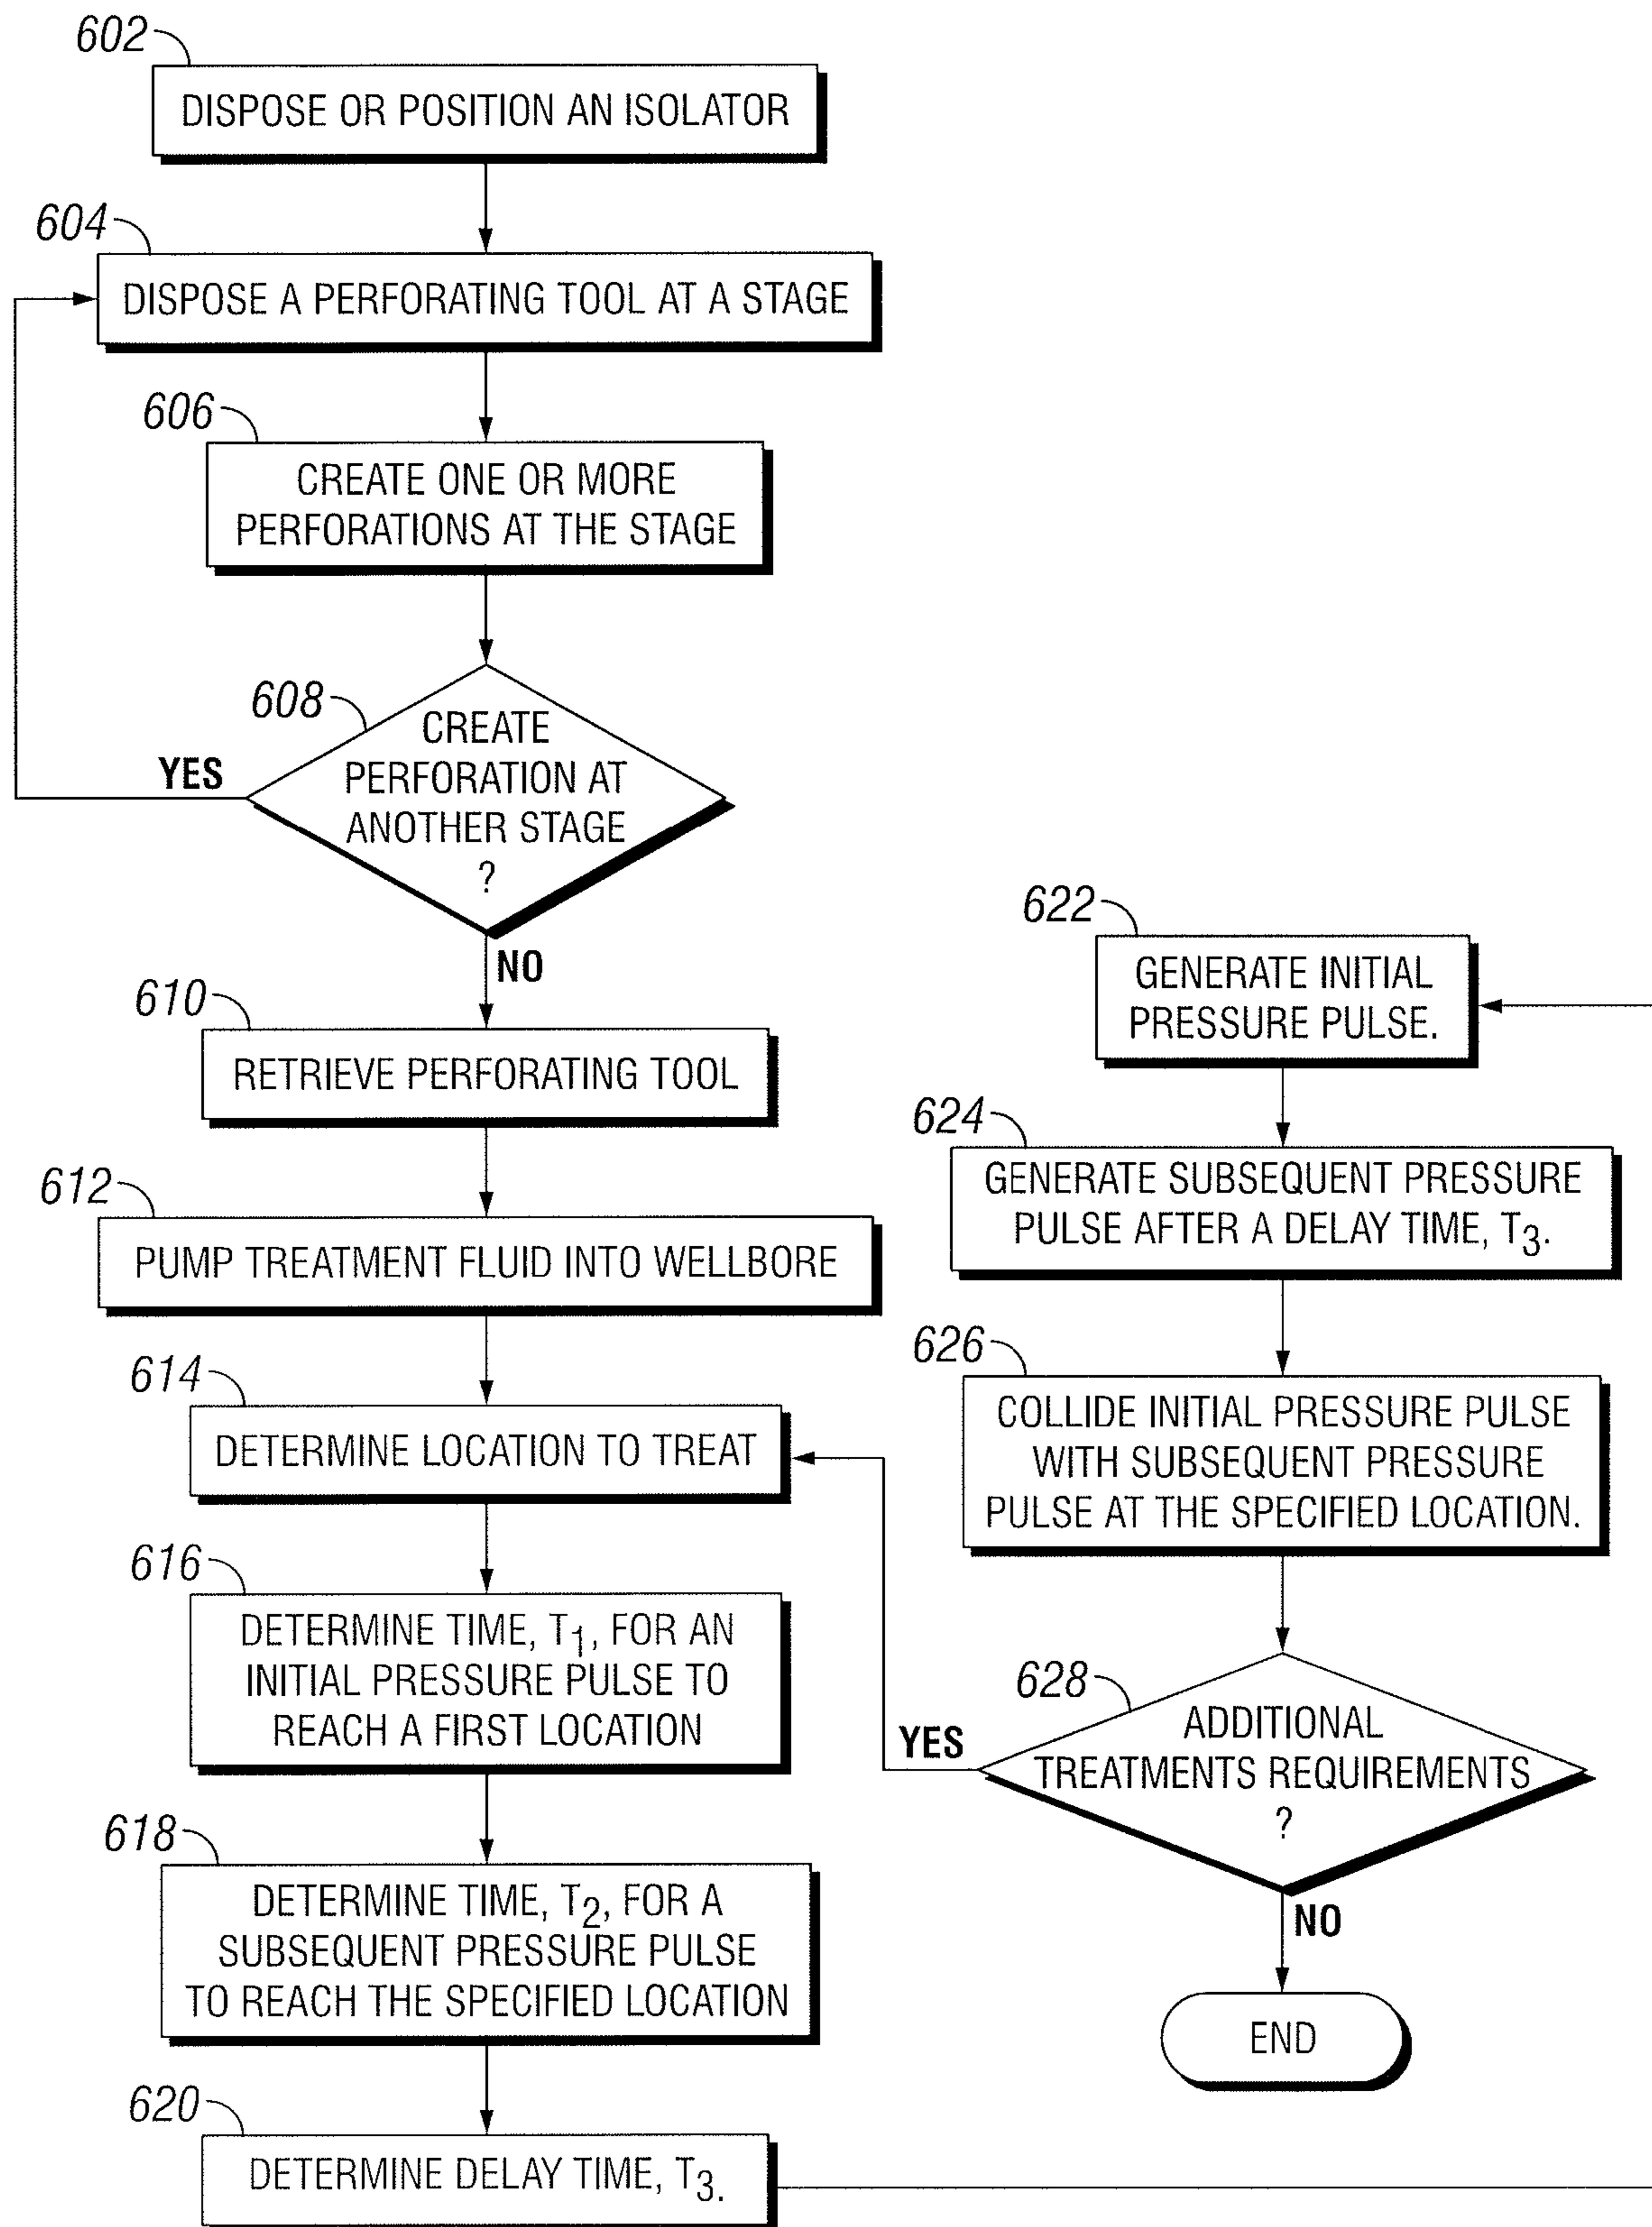 602
DISPOSE OR POSITION AN ISOLATOR
604
DISPOSE A PERFORATING TOOL AT A STAGE
606
CREATE ONE OR MORE
PERFORATIONS AT THE STAGE
608
CREATE
PERFORATION AT
ANOTHER STAGE
?
YES
NO
610
RETRIEVE PERFORATING TOOL
612
PUMP TREATMENT FLUID INTO WELLBORE
614
DETERMINE LOCATION TO TREAT
616
DETERMINE TIME, T1, FOR AN
INITIAL PRESSURE PULSE TO
REACH A FIRST LOCATION
618
DETERMINE TIME, T2, FOR A
SUBSEQUENT PRESSURE PULSE
TO REACH THE SPECIFIED LOCATION
620
DETERMINE DELAY TIME, T3.
622
GENERATE INITIAL
PRESSURE PULSE.
624
GENERATE SUBSEQUENT PRESSURE
PULSE AFTER A DELAY TIME, T3.
626
COLLIDE INITIAL PRESSURE PULSE
WITH SUBSEQUENT PRESSURE
PULSE AT THE SPECIFIED LOCATION.
628
ADDITIONAL
TREATMENTS REQUIREMENTS
?
YES
NO
END